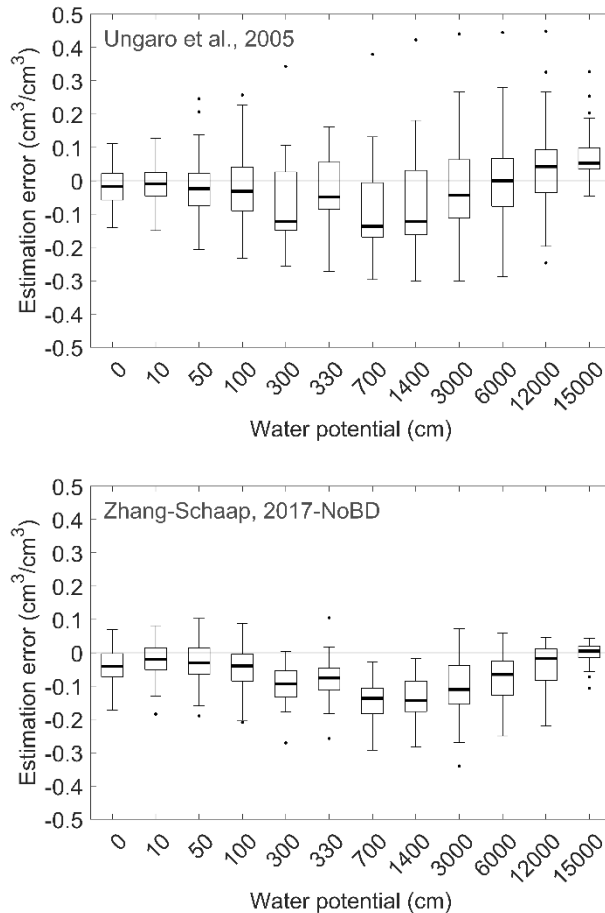 Ungaro et al., 2005
Estimation error (cm³/cm³)
0.5
0.4
0.3
0.2
0.1
0
-0.1
-0.2
-0.3
-0.4
-0.5
0 10 50 100 300 330 700 1400 3000 6000 12000 15000
Water potential (cm)
Zhang-Schaap, 2017-NoBD
Estimation error (cm³/cm³)
0.5
0.4
0.3
0.2
0.1
0
-0.1
-0.2
-0.3
-0.4
-0.5
0 10 50 100 300 330 700 1400 3000 6000 12000 15000
Water potential (cm)